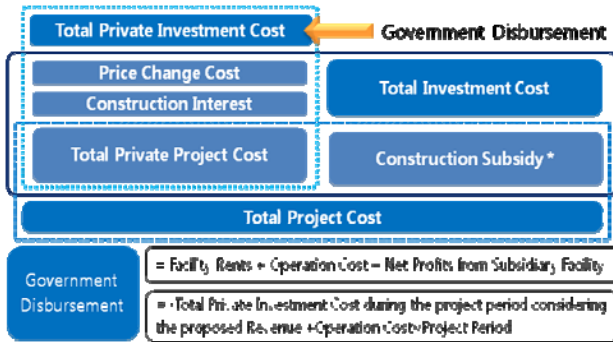 Total Private Investment Cost
Government Disbursement
Price Change Cost
Construction Interest
Total Investment Cost
Total Private Project Cost
Construction Subsidy *
Total Project Cost
Government
Disbursement
= Facility Rents + Operation Cost – Net Profits from Subsidiary Facility
= Total Private Investment Cost during the project period considering
the proposed Revenue +Operation Cost Project Period